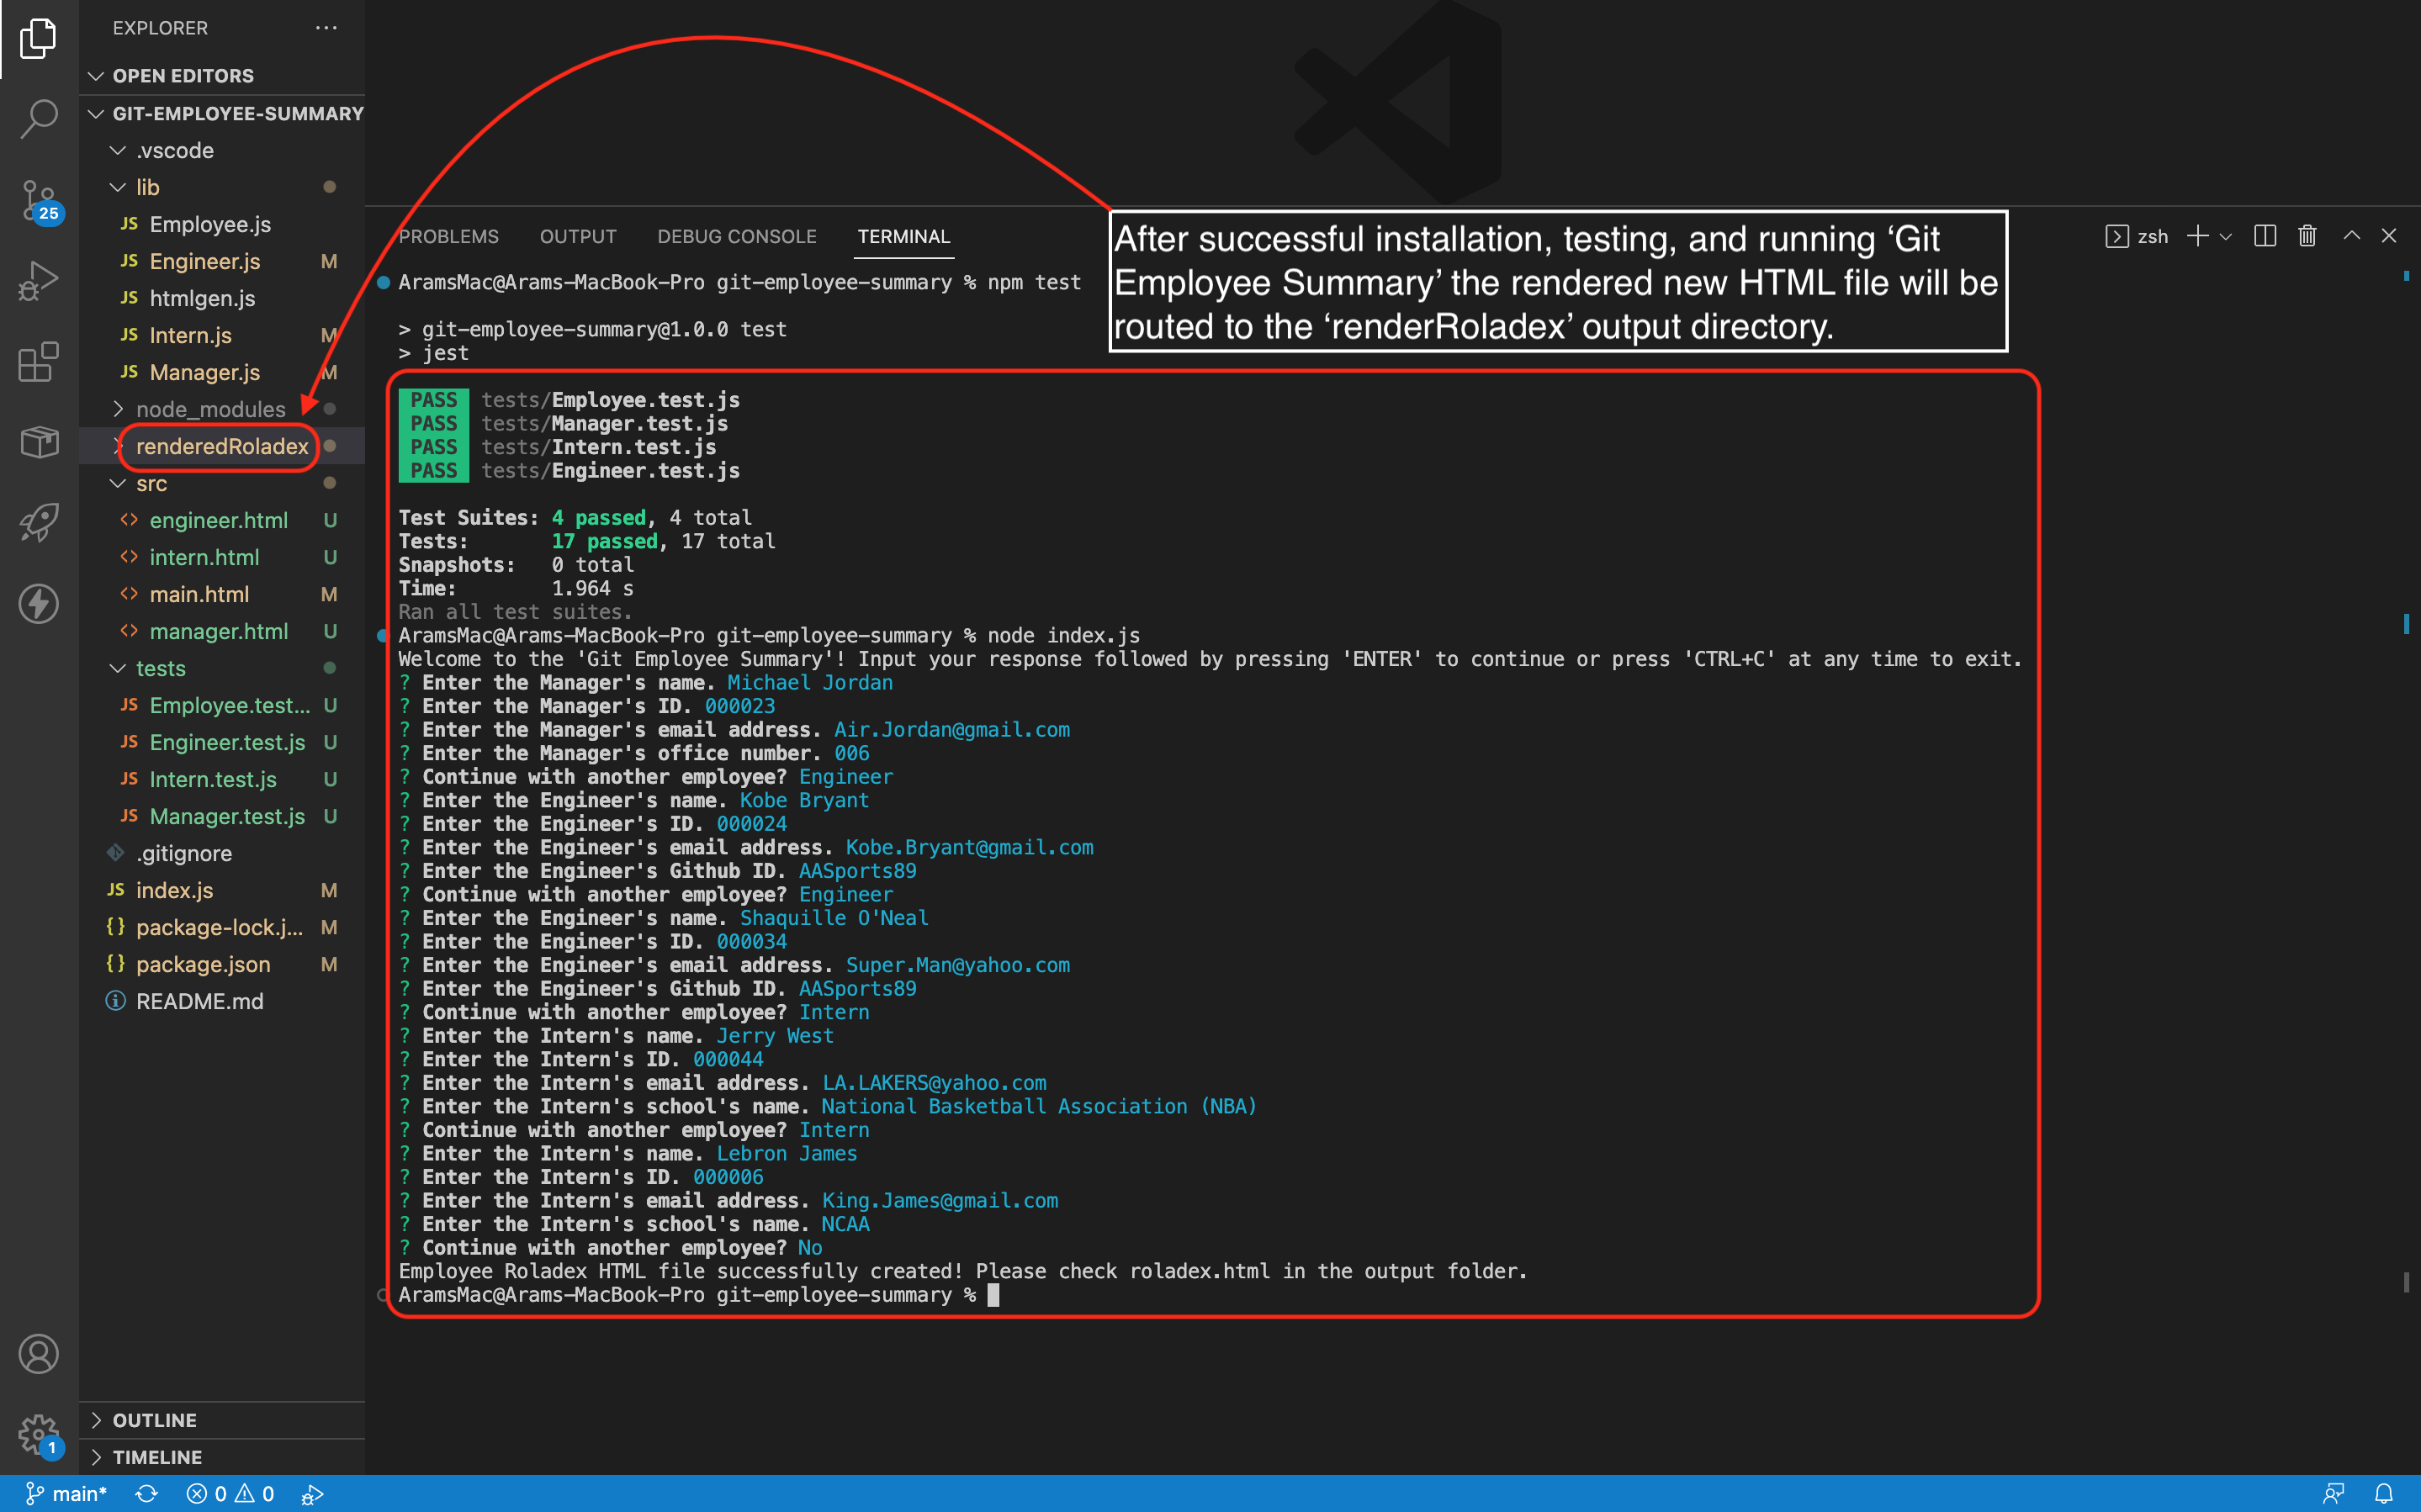 EXPLORER
OPEN EDITORS
GIT-EMPLOYEE-SUMMARY
.vscode
lib
JS Employee.js
JS Engineer.js M
JS htmlgen.js
JS Intern.js M
JS Manager.js M
node_modules
renderedRoladex
src
engineer.html U
intern.html U
main.html M
manager.html U
tests
JS Employee.test... U
JS Engineer.test.js U
JS Intern.test.js U
JS Manager.test.js U
.gitignore
JS index.js M
{} package-lock.j... M
{} package.json M
README.md
OUTLINE
TIMELINE
25
1
PROBLEMS OUTPUT DEBUG CONSOLE TERMINAL
zsh
After successful installation, testing, and running ‘Git
Employee Summary’ the rendered new HTML file will be
routed to the ‘renderRoladex’ output directory.
AramsMac@Arams-MacBook-Pro git-employee-summary % npm test
> git-employee-summary@1.0.0 test
> jest
PASS tests/Employee.test.js
PASS tests/Manager.test.js
PASS tests/Intern.test.js
PASS tests/Engineer.test.js
Test Suites: 4 passed, 4 total
Tests: 17 passed, 17 total
Snapshots: 0 total
Time: 1.964 s
Ran all test suites.
AramsMac@Arams-MacBook-Pro git-employee-summary % node index.js
Welcome to the 'Git Employee Summary'! Input your response followed by pressing 'ENTER' to continue or press 'CTRL+C' at any time to exit.
? Enter the Manager's name. Michael Jordan
? Enter the Manager's ID. 000023
? Enter the Manager's email address. Air.Jordan@gmail.com
? Enter the Manager's office number. 006
? Continue with another employee? Engineer
? Enter the Engineer's name. Kobe Bryant
? Enter the Engineer's ID. 000024
? Enter the Engineer's email address. Kobe.Bryant@gmail.com
? Enter the Engineer's Github ID. AASports89
? Continue with another employee? Engineer
? Enter the Engineer's name. Shaquille O'Neal
? Enter the Engineer's ID. 000034
? Enter the Engineer's email address. Super.Man@yahoo.com
? Enter the Engineer's Github ID. AASports89
? Continue with another employee? Intern
? Enter the Intern's name. Jerry West
? Enter the Intern's ID. 000044
? Enter the Intern's email address. LA.LAKERS@yahoo.com
? Enter the Intern's school's name. National Basketball Association (NBA)
? Continue with another employee? Intern
? Enter the Intern's name. Lebron James
? Enter the Intern's ID. 000006
? Enter the Intern's email address. King.James@gmail.com
? Enter the Intern's school's name. NCAA
? Continue with another employee? No
Employee Roladex HTML file successfully created! Please check roladex.html in the output folder.
AramsMac@Arams-MacBook-Pro git-employee-summary %
main* 0 0